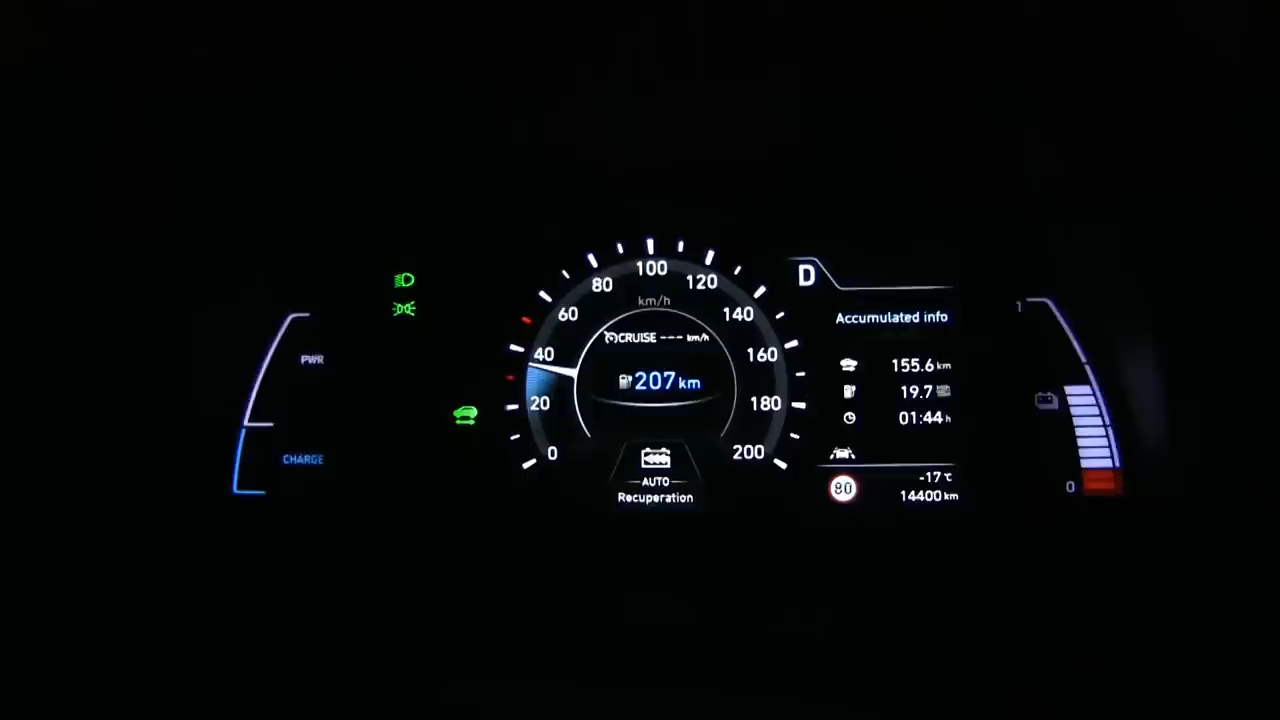 PWR
CHARGE
0
20
40
60
80
100
120
140
160
180
200
km/h
CRUISE --- km/h
207 km
AUTO
Recuperation
D
Accumulated info
155.6 km
19.7
01:44 h
80
-17 °C
14400 km
1
0